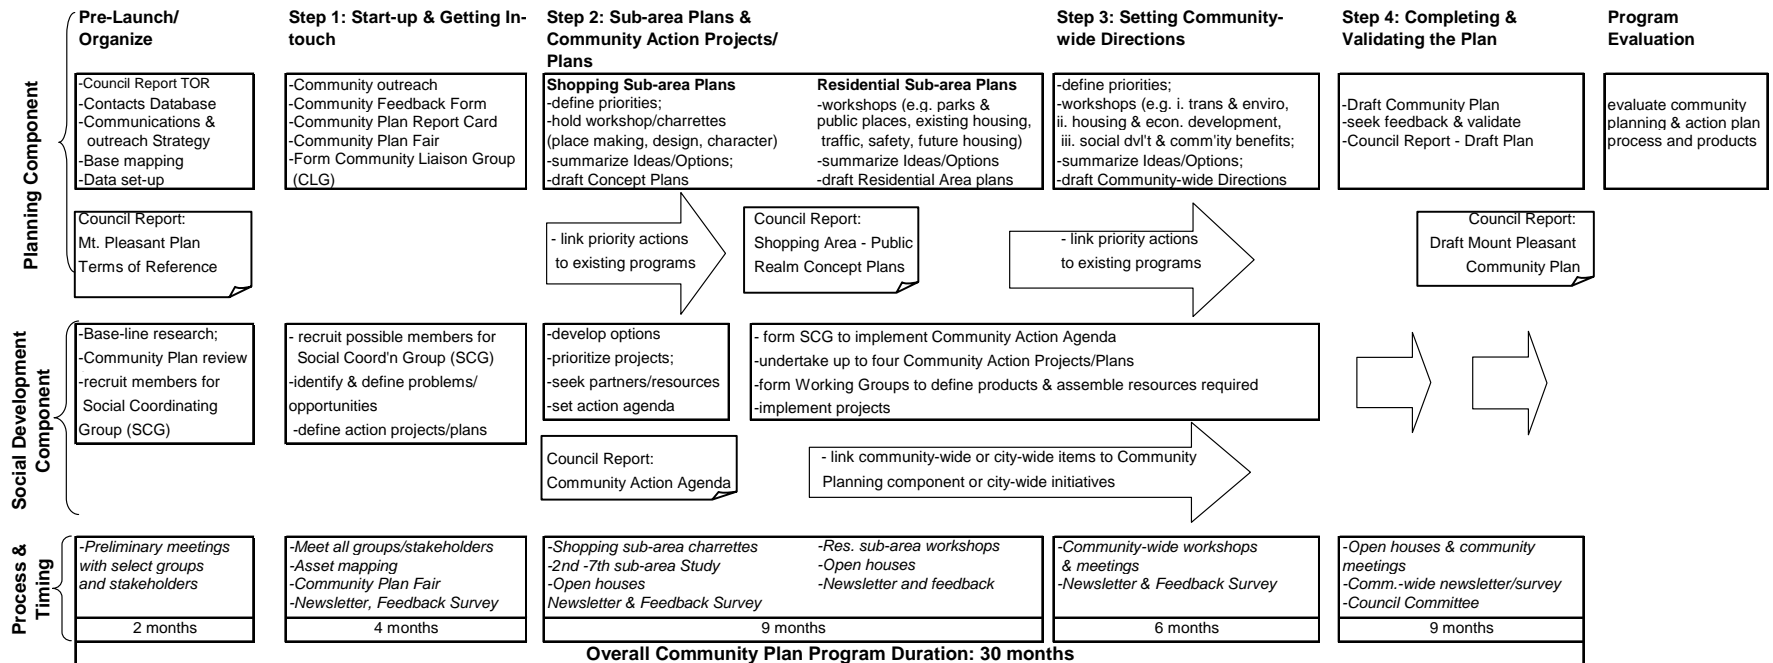 Pre-Launch/
Organize
Step 1: Start-up & Getting In-
touch
Step 2: Sub-area Plans &
Community Action Projects/
Plans
Step 3: Setting Community-
wide Directions
Step 4: Completing &
Validating the Plan
Program
Evaluation
Planning Component
-Council Report TOR
-Contacts Database
-Communications &
outreach Strategy
-Base mapping
-Data set-up
-Community outreach
-Community Feedback Form
-Community Plan Report Card
-Community Plan Fair
-Form Community Liaison Group
(CLG)
Shopping Sub-area Plans
-define priorities;
-hold workshop/charrettes
(place making, design, character)
-summarize Ideas/Options;
-draft Concept Plans
Residential Sub-area Plans
-workshops (e.g. parks &
public places, existing housing,
traffic, safety, future housing)
-summarize Ideas/Options
-draft Residential Area plans
-define priorities;
-workshops (e.g. i. trans & enviro,
ii. housing & econ. development,
iii. social dvl't & comm'ity benefits;
-summarize Ideas/Options;
-draft Community-wide Directions
-Draft Community Plan
-seek feedback & validate
-Council Report - Draft Plan
evaluate community
planning & action plan
process and products
Council Report:
Mt. Pleasant Plan
Terms of Reference
- link priority actions
to existing programs
Council Report:
Shopping Area - Public
Realm Concept Plans
- link priority actions
to existing programs
Council Report:
Draft Mount Pleasant
Community Plan
Social Development
Component
-Base-line research;
-Community Plan review
-recruit members for
Social Coordinating
Group (SCG)
- recruit possible members for
Social Coord'n Group (SCG)
-identify & define problems/
opportunities
-define action projects/plans
-develop options
-prioritize projects;
-seek partners/resources
-set action agenda
- form SCG to implement Community Action Agenda
-undertake up to four Community Action Projects/Plans
-form Working Groups to define products & assemble resources required
-implement projects
Council Report:
Community Action Agenda
- link community-wide or city-wide items to Community
Planning component or city-wide initiatives
Process &
Timing
-Preliminary meetings
with select groups
and stakeholders
-Meet all groups/stakeholders
-Asset mapping
-Community Plan Fair
-Newsletter, Feedback Survey
-Shopping sub-area charrettes
-2nd -7th sub-area Study
-Open houses
Newsletter & Feedback Survey
-Res. sub-area workshops
-Open houses
-Newsletter and feedback
-Community-wide workshops
& meetings
-Newsletter & Feedback Survey
-Open houses & community
meetings
-Comm.-wide newsletter/survey
-Council Committee
2 months
4 months
9 months
6 months
9 months
Overall Community Plan Program Duration: 30 months